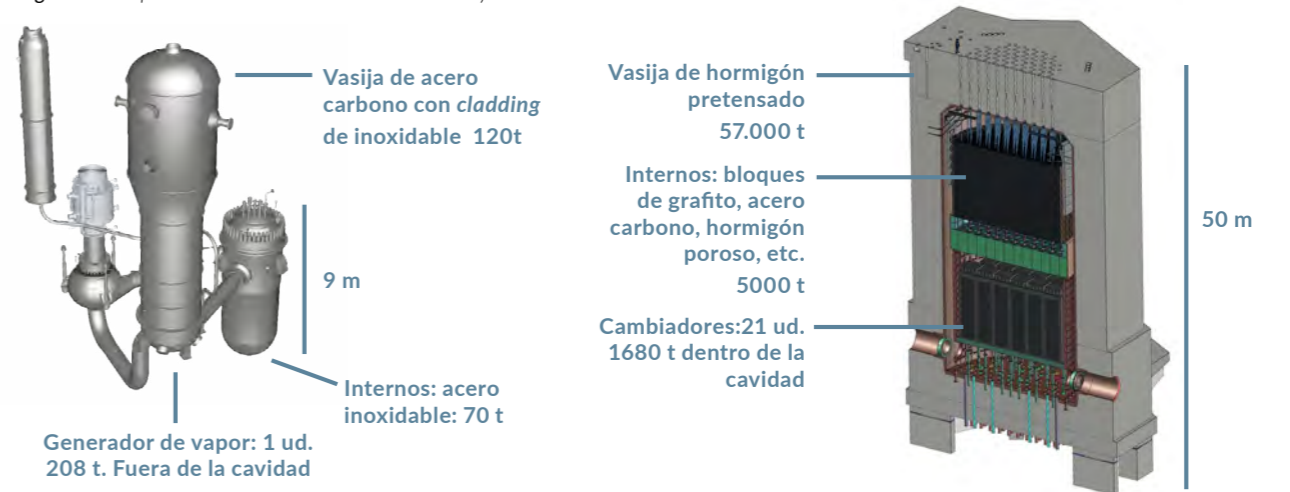 Vasija de acero
carbono con cladding
de inoxidable 120t
9 m
Internos: acero
inoxidable: 70 t
Generador de vapor: 1 ud.
208 t. Fuera de la cavidad
Vasija de hormigón
pretensado
57.000 t
Internos: bloques
de grafito, acero
carbono, hormigón
poroso, etc.
5000 t
Cambiadores:21 ud.
1680 t dentro de la
cavidad
50 m